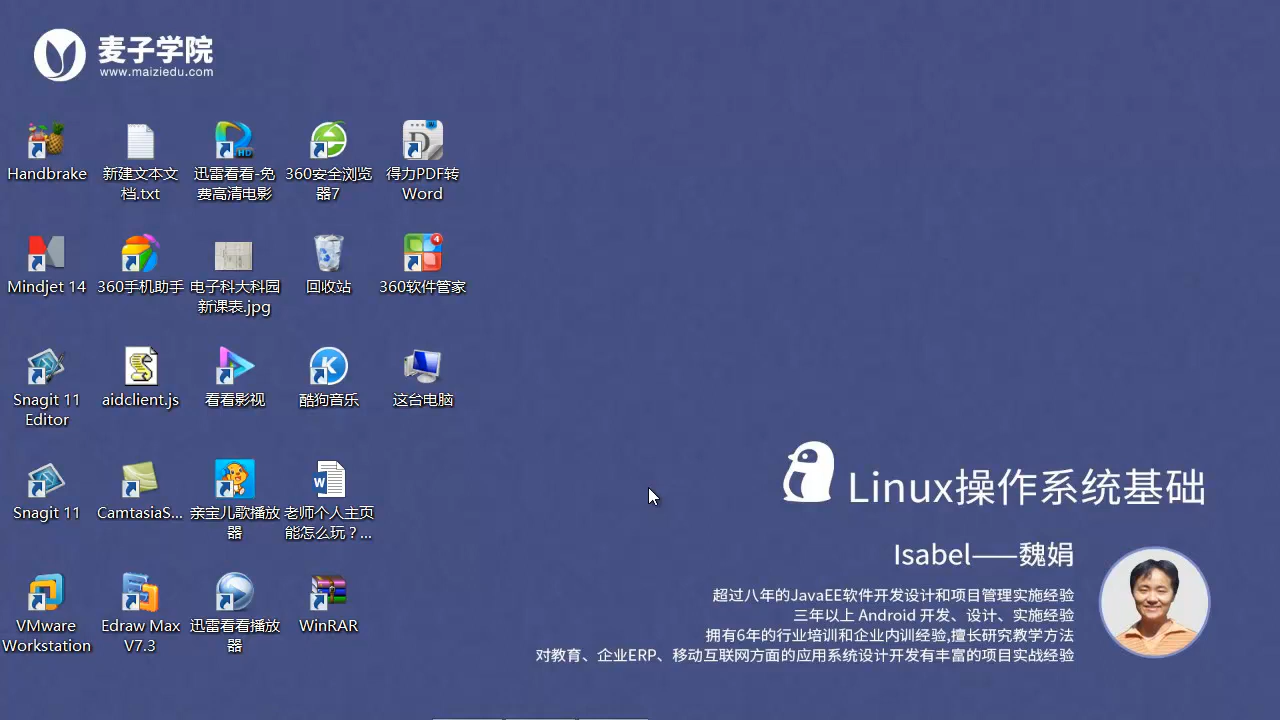 麦子学院
www.maiziedu.com
Handbrake
新建文本文
档.txt
迅雷看看-免
费高清电影
HD
360安全浏览
器7
得力PDF转
Word
Mindjet 14
360手机助手
电子科大科园
新课表.jpg
回收站
4
360软件管家
Snagit 11
Editor
aidclient.js
看看影视
K
酷狗音乐
这台电脑
Snagit 11
CamtasiaS...
亲宝儿歌播放
器
W
老师个人主页
能怎么玩？...
VMware
Workstation
Edraw Max
V7.3
迅雷看看播放
器
WinRAR
Linux操作系统基础
Isabel——魏娟
超过八年的JavaEE软件开发设计和项目管理实施经验
三年以上 Android 开发、设计、实施经验
拥有6年的行业培训和企业内训经验,擅长研究教学方法
对教育、企业ERP、移动互联网方面的应用系统设计开发有丰富的项目实战经验